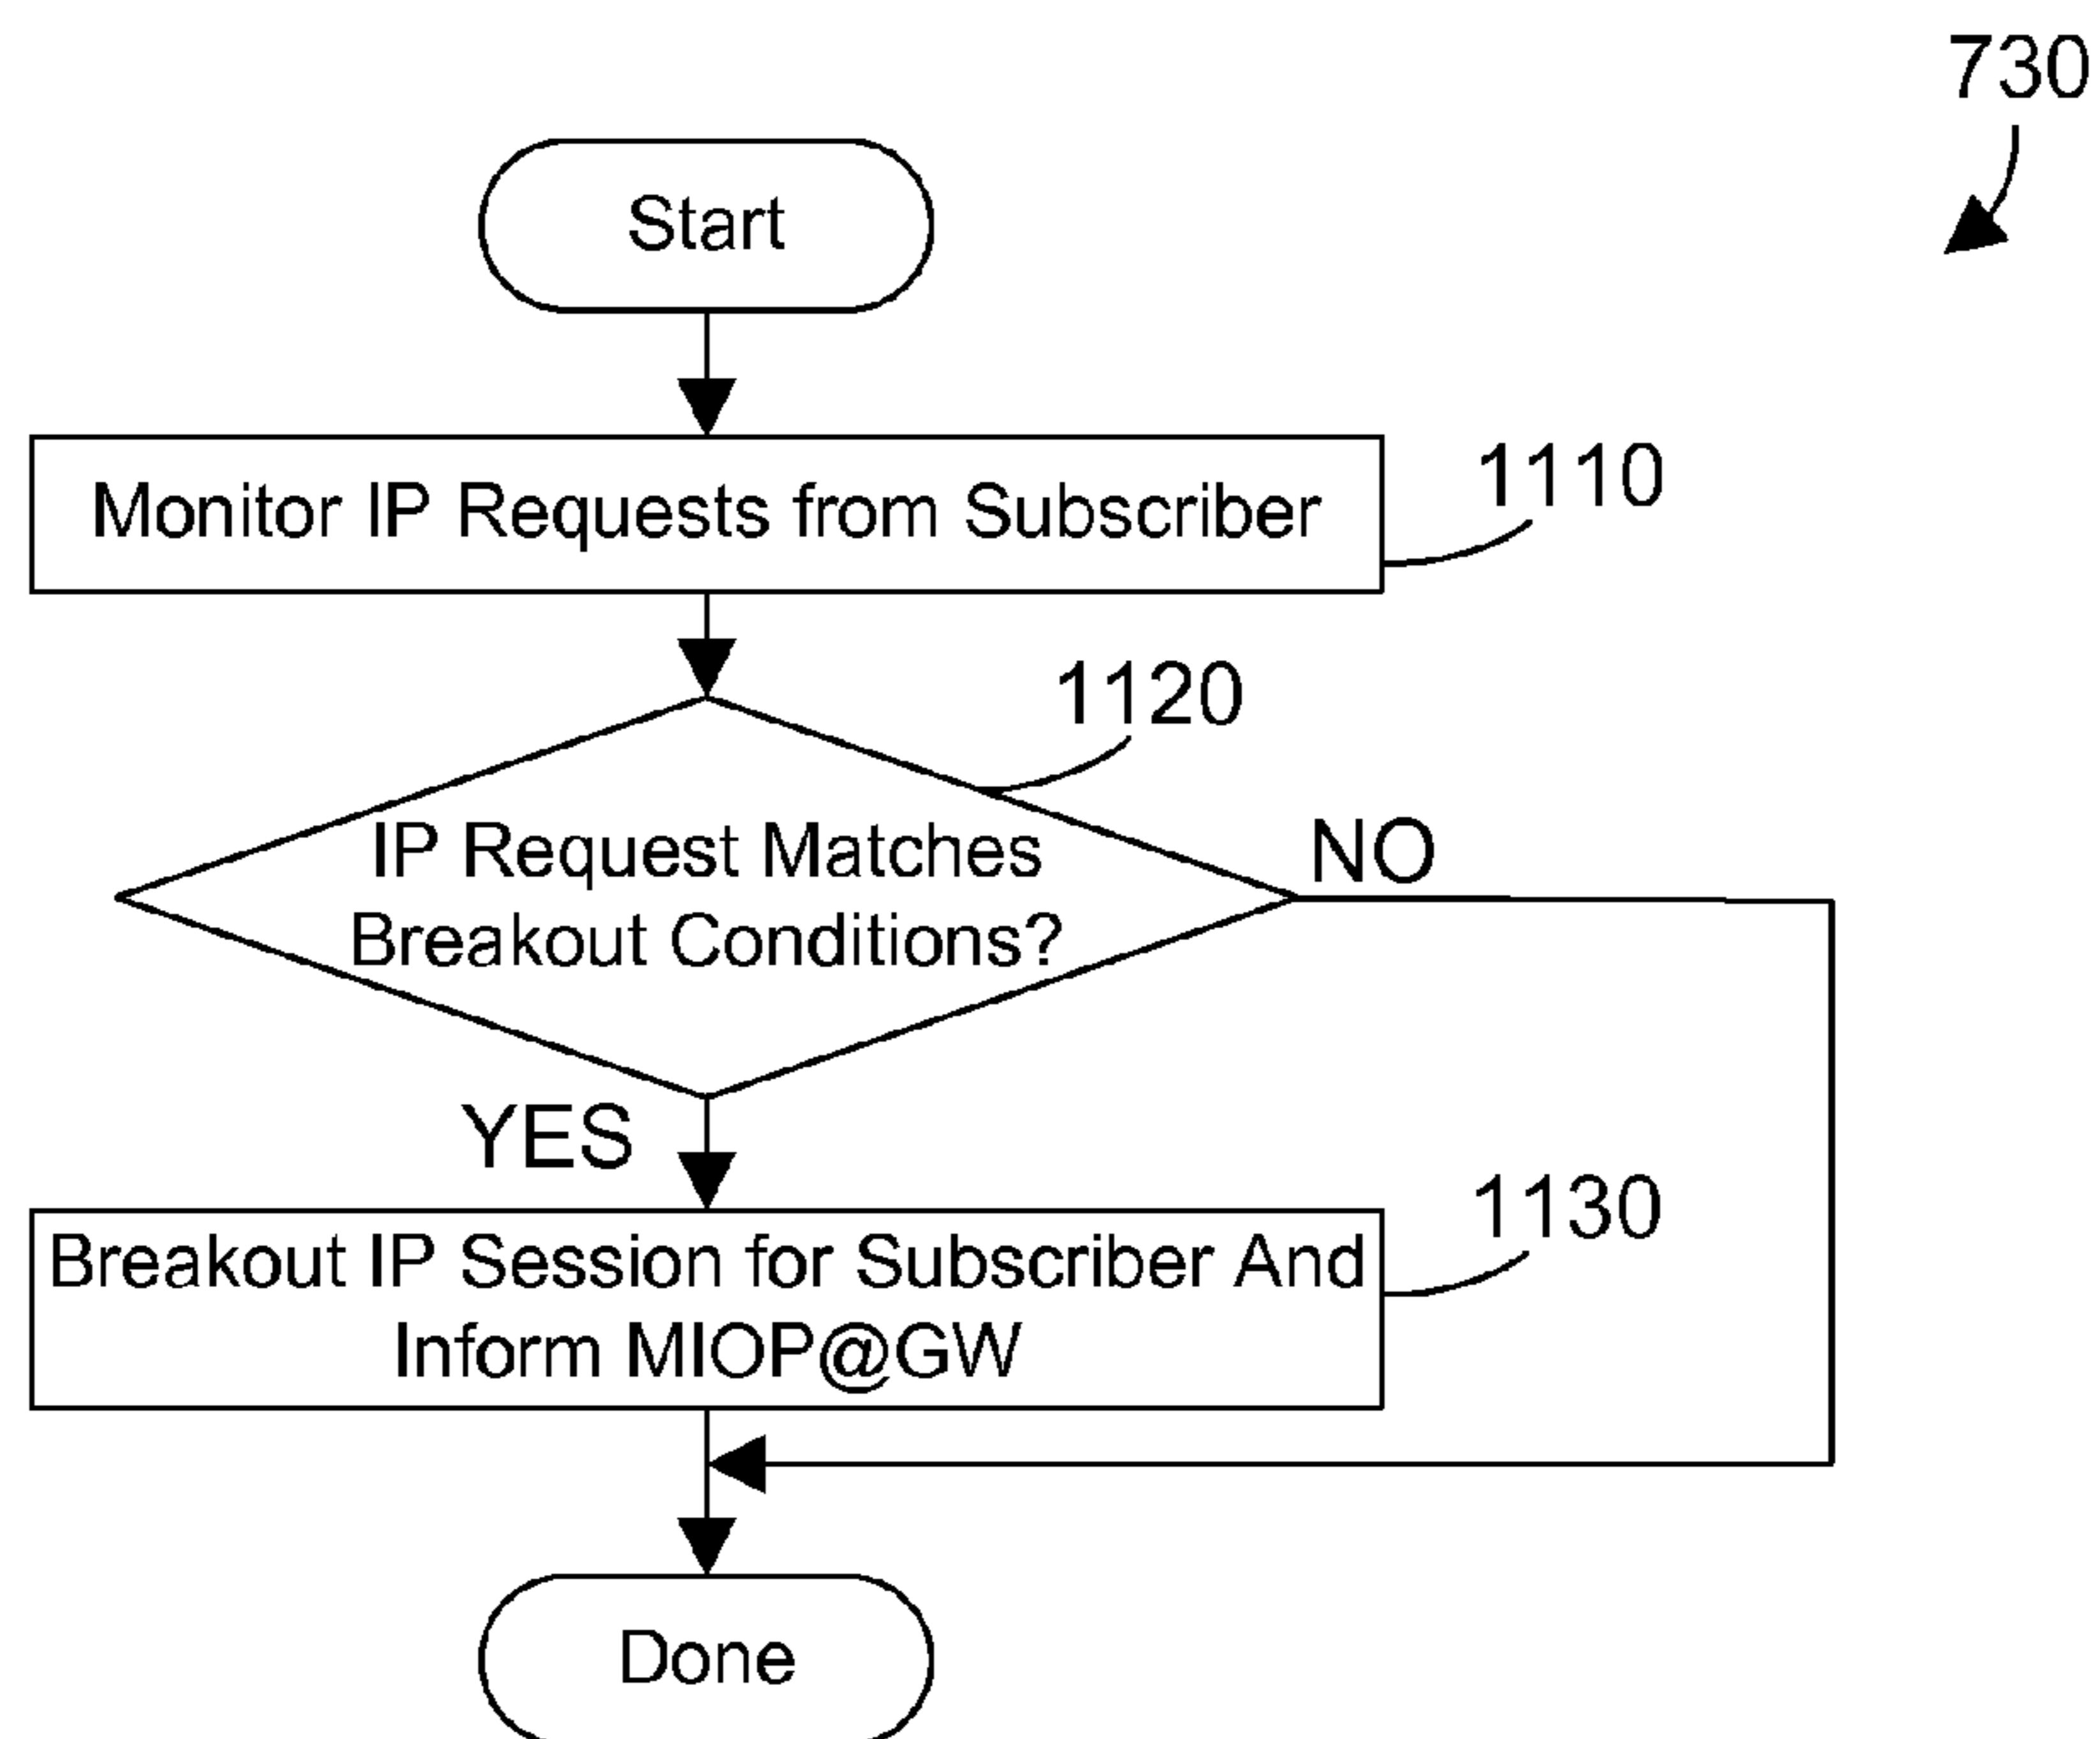 730
Start
Monitor IP Requests from Subscriber
1110
1120
IP Request Matches
Breakout Conditions?
NO
YES
1130
Breakout IP Session for Subscriber And
Inform MIOP@GW
Done